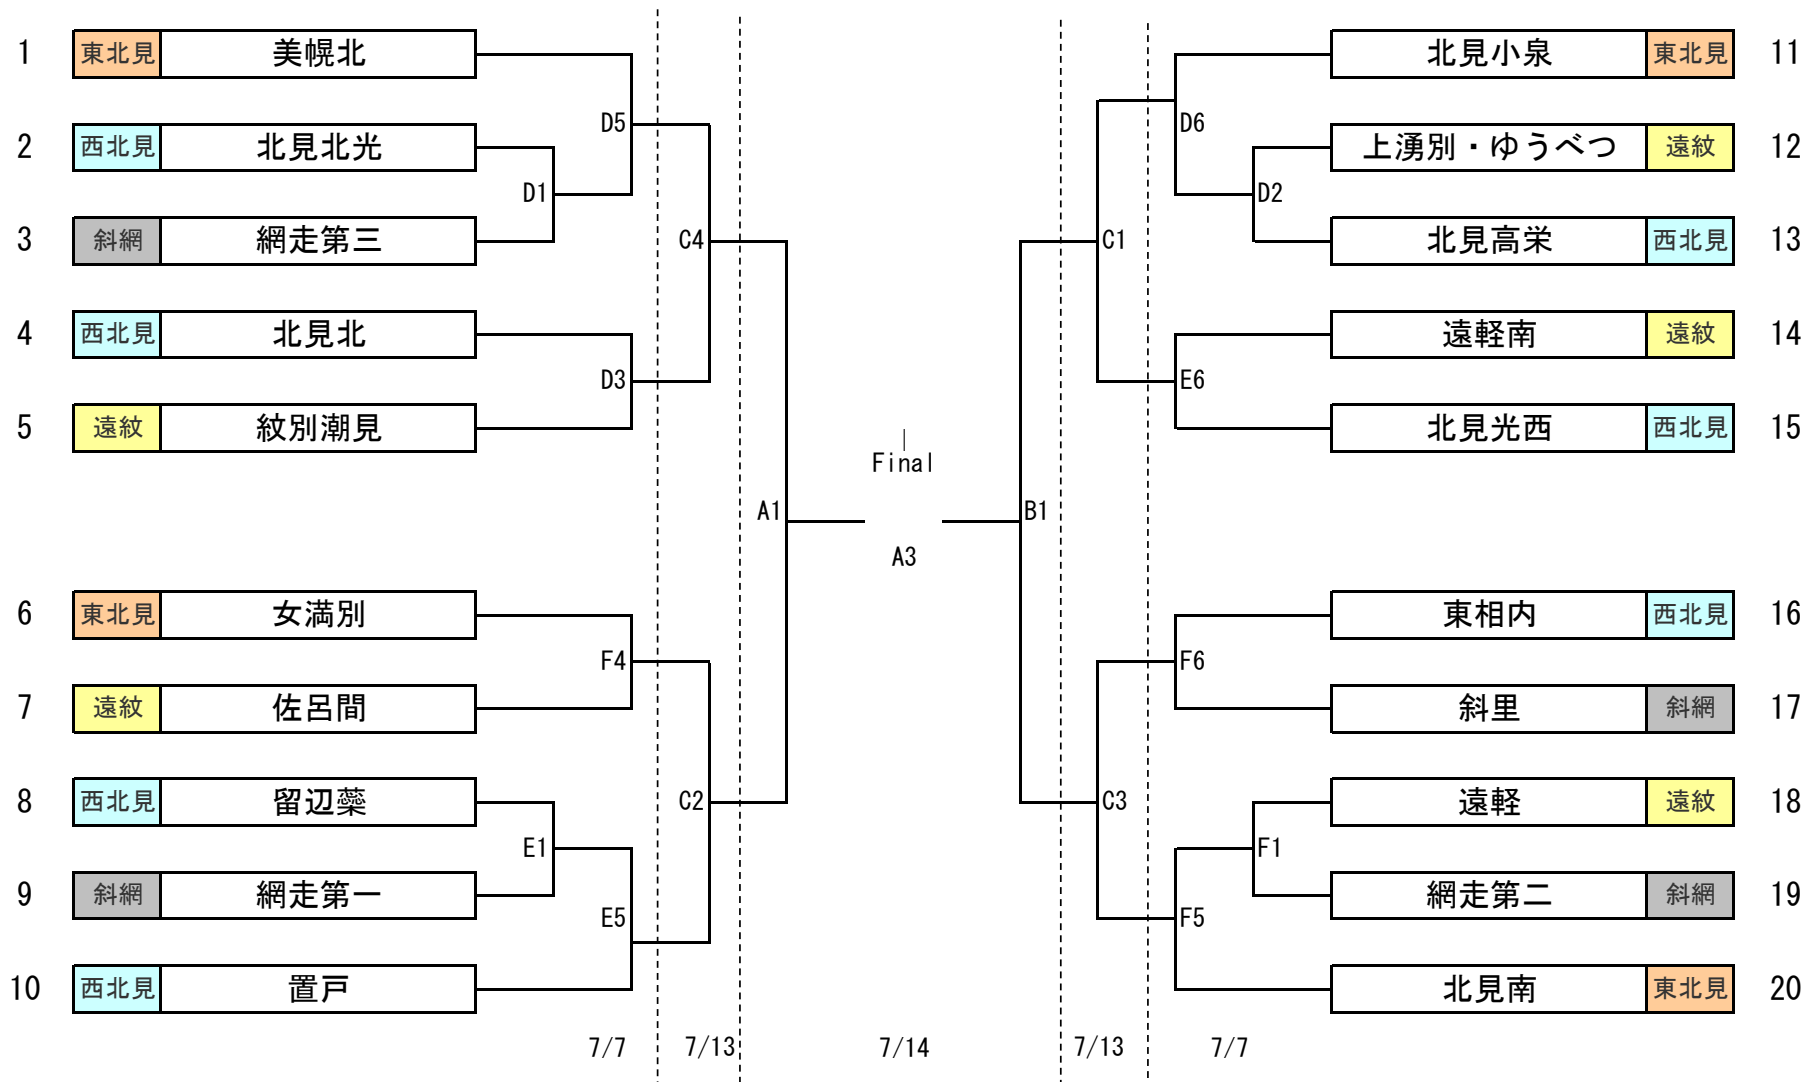 1 東北見 美幌北
2 西北見 北見北光
3 斜網 網走第三
4 西北見 北見北
5 遠紋 紋別潮見
6 東北見 女満別
7 遠紋 佐呂間
8 西北見 留辺蘂
9 斜網 網走第一
10 西北見 置戸
D5
D1
C4
D3
A1
F4
C2
E1
E5
Final
A3
北見小泉 東北見 11
上湧別・ゆうべつ 遠紋 12
北見高栄 西北見 13
遠軽南 遠紋 14
北見光西 西北見 15
東相内 西北見 16
斜里 斜網 17
遠軽 遠紋 18
網走第二 斜網 19
北見南 東北見 20
D6
D2
C1
E6
B1
F6
C3
F1
F5
7/7 7/13 7/14 7/13 7/7